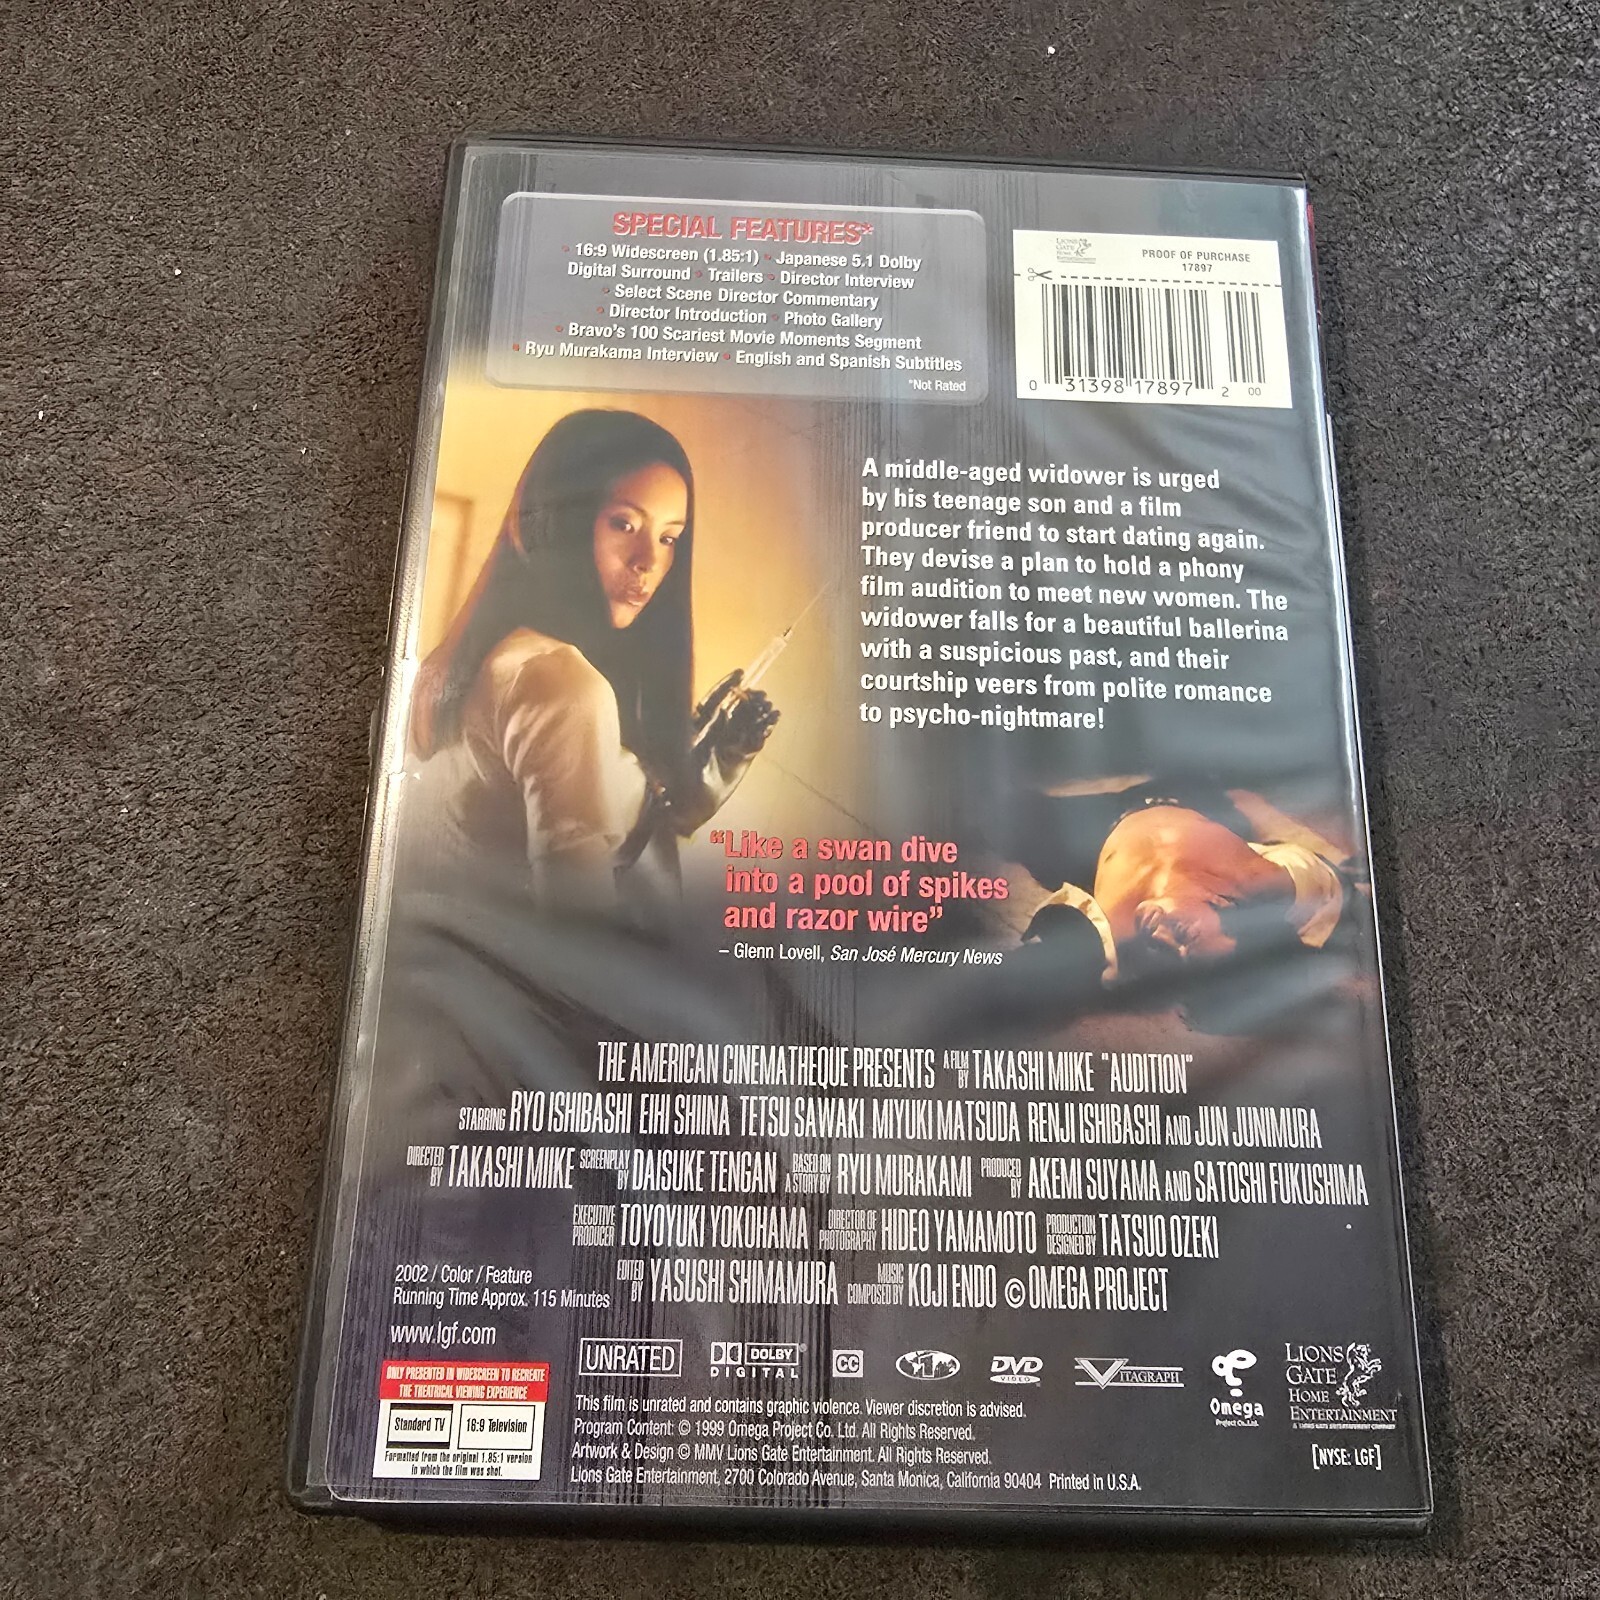 SPECIAL FEATURES*
• 16:9 Widescreen (1.85:1) • Japanese 5.1 Dolby
Digital Surround • Trailers • Director Interview
• Select Scene Director Commentary
• Director Introduction • Photo Gallery
• Bravo's 100 Scariest Movie Moments Segment
• Ryu Murakama Interview • English and Spanish Subtitles
*Not Rated
LIONS
GATE
HOME
ENTERTAINMENT
PROOF OF PURCHASE
17897
0 31398 17897 2 00
A middle-aged widower is urged
by his teenage son and a film
producer friend to start dating again.
They devise a plan to hold a phony
film audition to meet new women. The
widower falls for a beautiful ballerina
with a suspicious past, and their
courtship veers from polite romance
to psycho-nightmare!
“Like a swan dive
into a pool of spikes
and razor wire”
– Glenn Lovell, San José Mercury News
THE AMERICAN CINEMATHEQUE PRESENTS A FILM BY TAKASHI MIIKE "AUDITION"
STARRING RYO ISHIBASHI EIHI SHIINA TETSU SAWAKI MIYUKI MATSUDA RENJI ISHIBASHI AND JUN JUNIMURA
DIRECTED BY TAKASHI MIIKE SCREENPLAY BY DAISUKE TENGAN BASED ON A STORY BY RYU MURAKAMI PRODUCED BY AKEMI SUYAMA AND SATOSHI FUKUSHIMA
EXECUTIVE PRODUCER TOYOYUKI YOKOHAMA DIRECTOR OF PHOTOGRAPHY HIDEO YAMAMOTO PRODUCTION DESIGNED BY TATSUO OZEKI
EDITED BY YASUSHI SHIMAMURA MUSIC COMPOSED BY KOJI ENDO © OMEGA PROJECT
2002 / Color / Feature
Running Time Approx. 115 Minutes
www.lgf.com
ONLY PRESENTED IN WIDESCREEN TO RECREATE
THE THEATRICAL VIEWING EXPERIENCE
Standard TV 16:9 Television
Formatted from the original 1.85:1 version
in which the film was shot.
UNRATED
DOLBY
DIGITAL
CC
1
DVD
VIDEO
VITAGRAPH
Omega
Project Co.,Ltd.
LIONS
GATE
HOME
ENTERTAINMENT
A LIONS GATE ENTERTAINMENT COMPANY
[NYSE: LGF]
This film is unrated and contains graphic violence. Viewer discretion is advised.
Program Content: © 1999 Omega Project Co. Ltd. All Rights Reserved.
Artwork & Design © MMV Lions Gate Entertainment. All Rights Reserved.
Lions Gate Entertainment, 2700 Colorado Avenue, Santa Monica, California 90404 Printed in U.S.A.